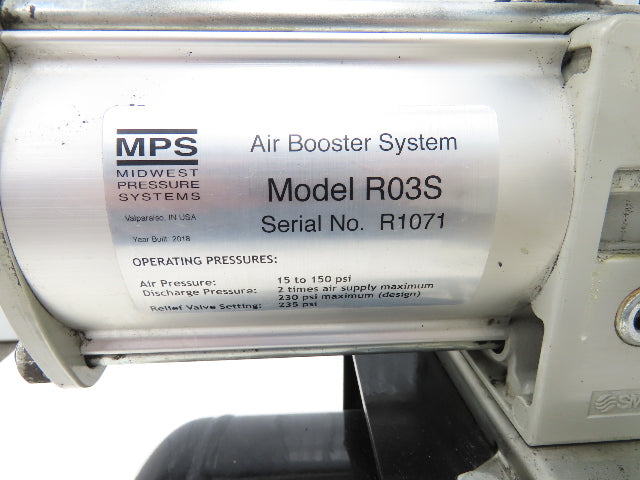 MPS
MIDWEST
PRESSURE
SYSTEMS
Valparaiso, IN USA
Year Built: 2018
Air Booster System
Model R03S
Serial No. R1071
OPERATING PRESSURES:
Air Pressure: 15 to 150 psi
Discharge Pressure: 2 times air supply maximum
230 psi maximum (design)
Relief Valve Setting: 235 psi